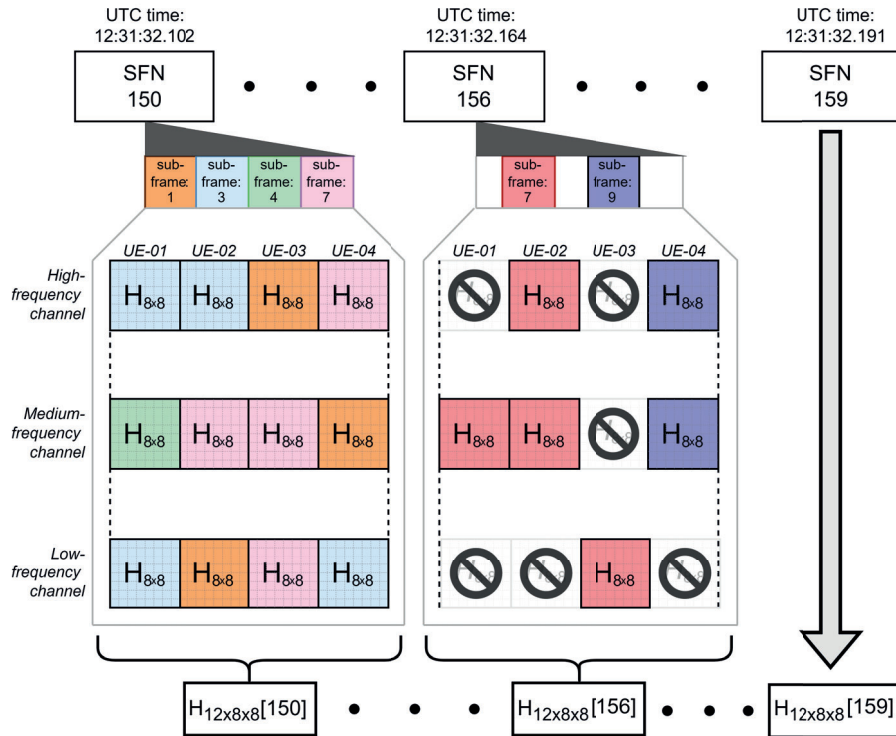 UTC time:
12:31:32.102
UTC time:
12:31:32.164
UTC time:
12:31:32.191
SFN
150
SFN
156
SFN
159
sub-
frame:
1
sub-
frame:
3
sub-
frame:
4
sub-
frame:
7
sub-
frame:
7
sub-
frame:
9
UE-01 UE-02 UE-03 UE-04
UE-01 UE-02 UE-03 UE-04
High-
frequency
channel
H8x8 H8x8 H8x8 H8x8
H8x8 H8x8
Medium-
frequency
channel
H8x8 H8x8 H8x8 H8x8
H8x8 H8x8 H8x8
Low-
frequency
channel
H8x8 H8x8 H8x8 H8x8
H8x8
H12x8x8[150]
H12x8x8[156]
H12x8x8[159]